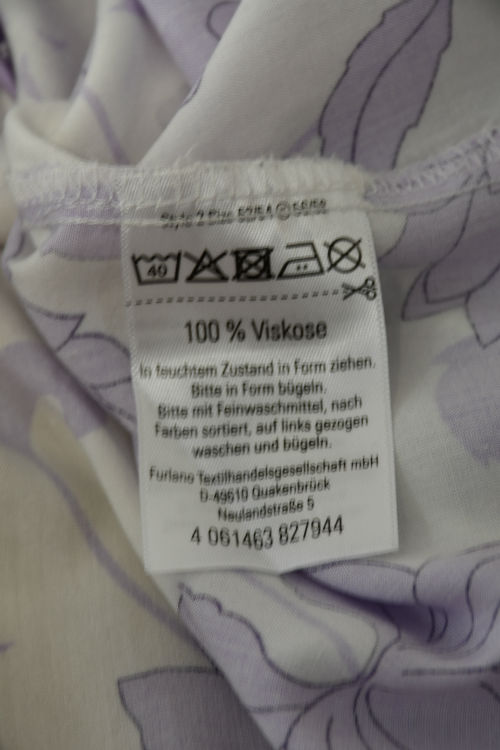 40
100 % Viskose
In feuchtem Zustand in Form ziehen.
Bitte in Form bügeln.
Bitte mit Feinwaschmittel, nach
Farben sortiert, auf links gezogen
waschen und bügeln.
Furlano Textilhandelsgesellschaft mbH
D-49610 Quakenbrück
Neulandstraße 5
4 061463 827944